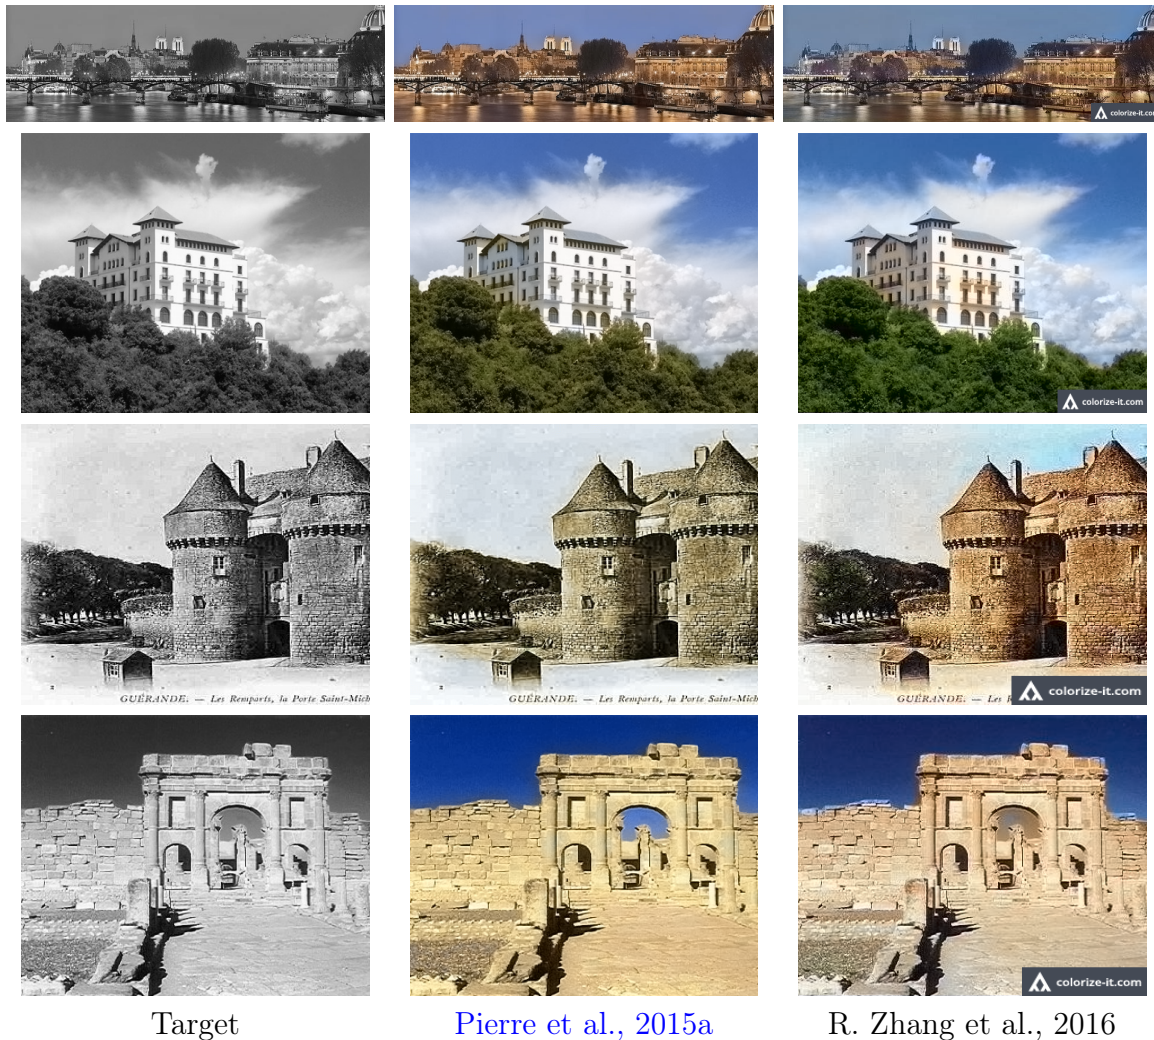 colorize-it.com
colorize-it.com
GUÉRANDE. — Les Remparts, la Porte Saint-Mich
GUÉRANDE. — Les Remparts, la Porte Saint-Mich
GUÉRANDE. — Les R
colorize-it.com
colorize-it.com
Target
Pierre et al., 2015a
R. Zhang et al., 2016